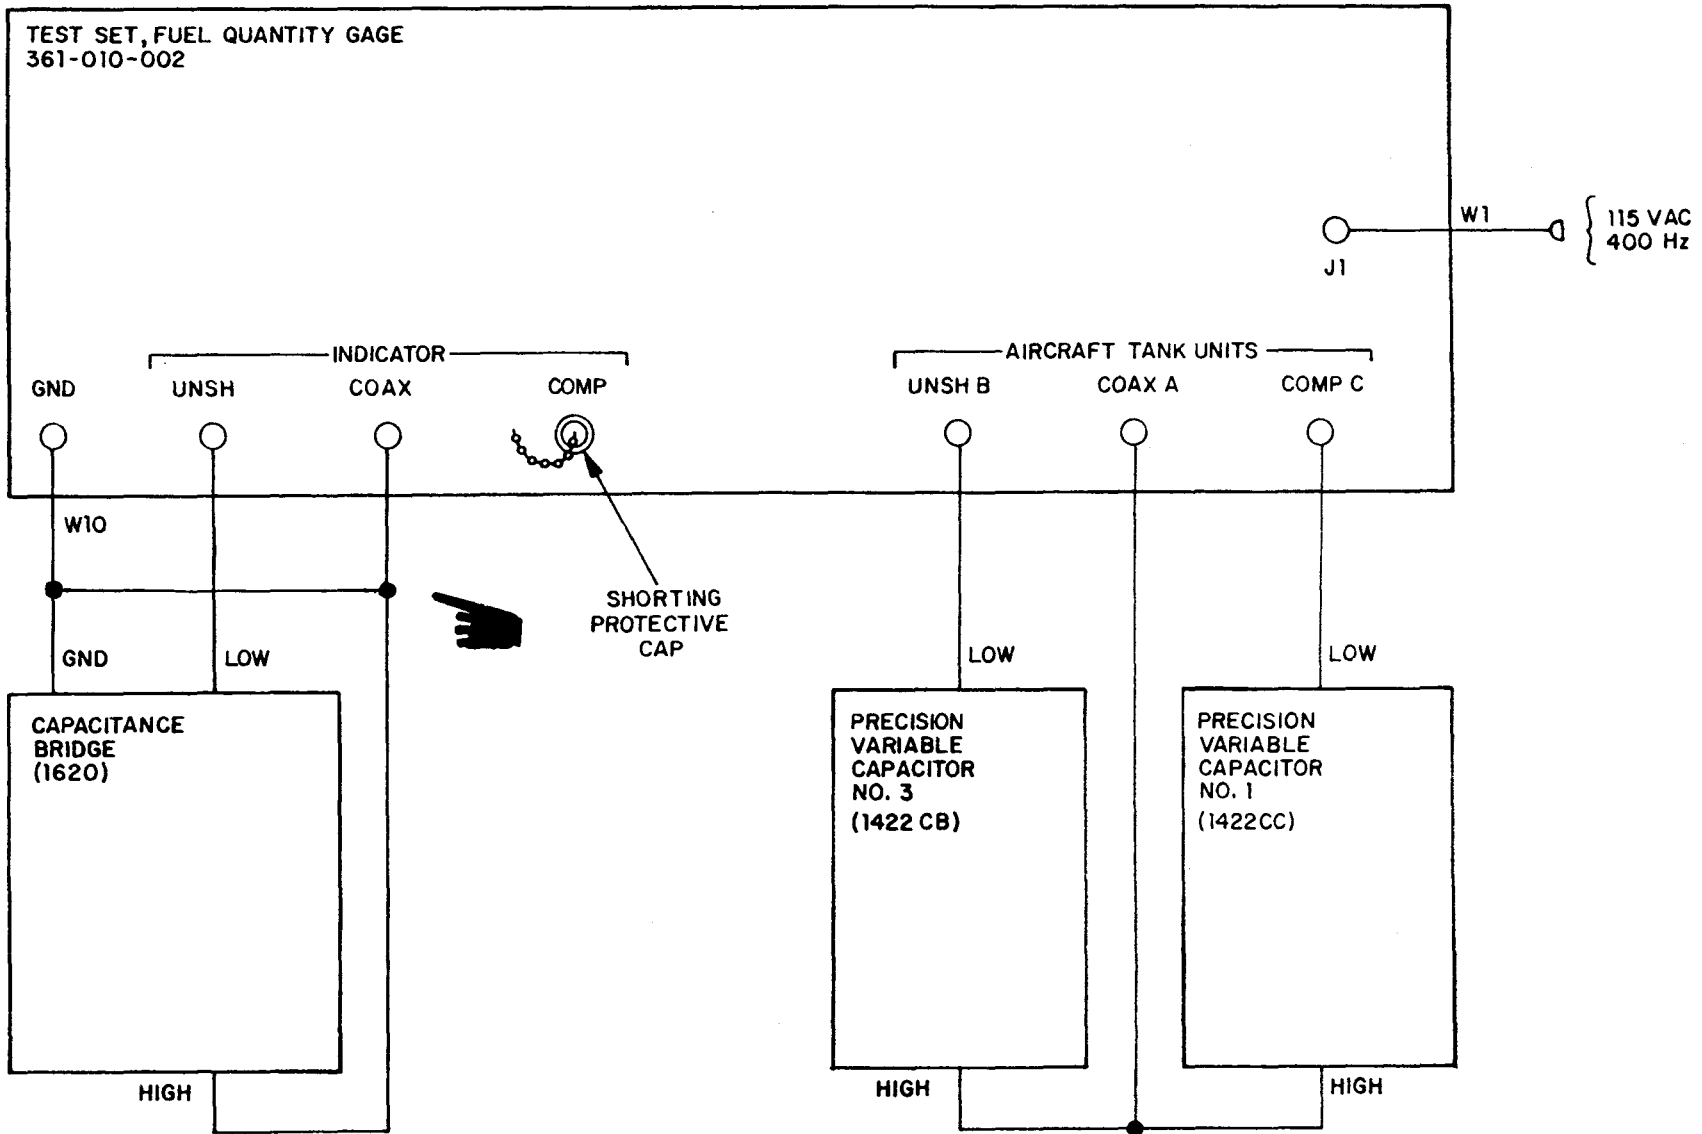 TEST SET, FUEL QUANTITY GAGE
361-010-002
W1
115 VAC
400 Hz
J1
INDICATOR
AIRCRAFT TANK UNITS
GND
UNSH
COAX
COMP
UNSH B
COAX A
COMP C
W10
SHORTING
PROTECTIVE
CAP
GND
LOW
LOW
LOW
CAPACITANCE
BRIDGE
(1620)
PRECISION
VARIABLE
CAPACITOR
NO. 3
(1422 CB)
PRECISION
VARIABLE
CAPACITOR
NO. 1
(1422CC)
HIGH
HIGH
HIGH